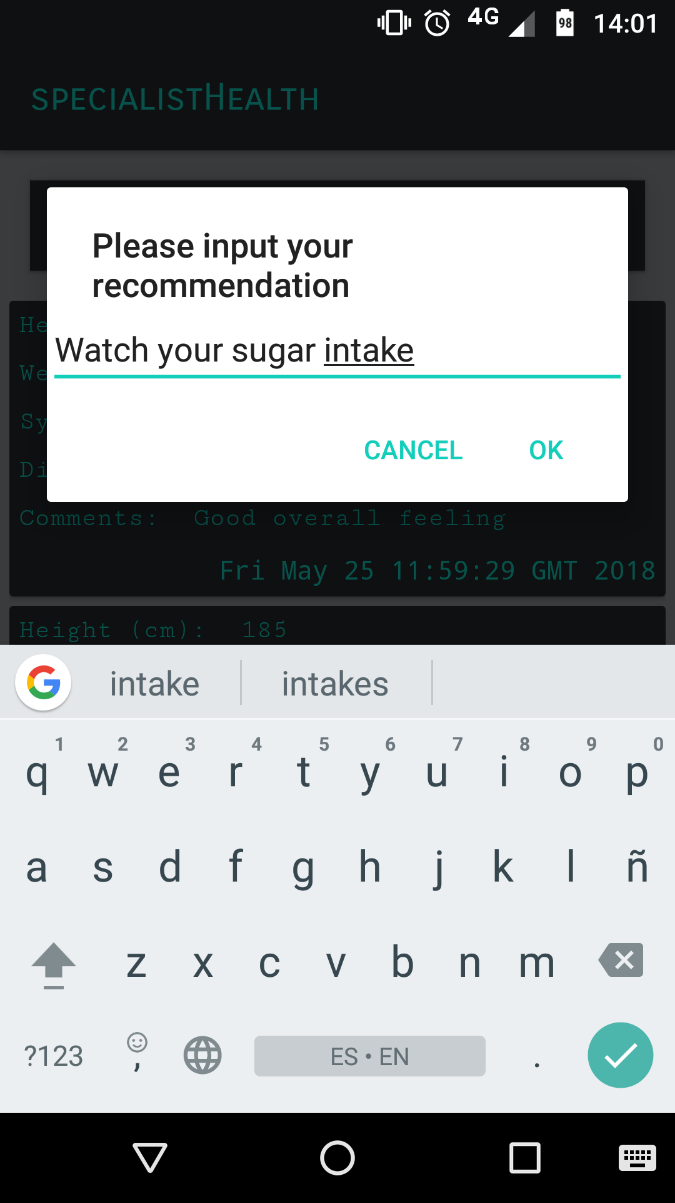 4G 98 14:01
SPECIALISTHEALTH
Please input your
recommendation
Watch your sugar intake
CANCEL OK
He
We
Sy
Di
Comments: Good overall feeling
Fri May 25 11:59:29 GMT 2018
Height (cm): 185
G intake intakes
1 2 3 4 5 6 7 8 9 0
q w e r t y u i o p
a s d f g h j k l ñ
z x c v b n m
?123 , ES • EN .